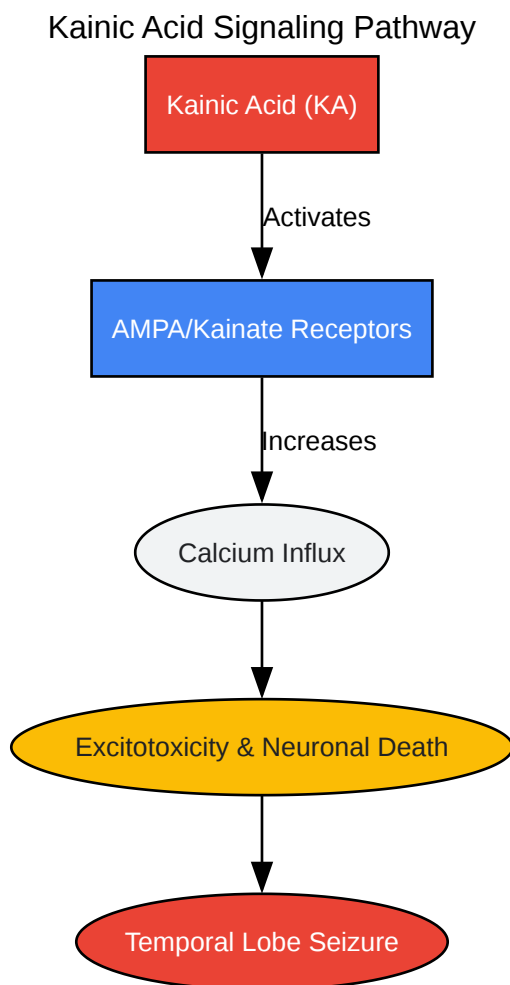 Kainic Acid Signaling Pathway
Kainic Acid (KA)
Activates
AMPA/Kainate Receptors
Increases
Calcium Influx
Excitotoxicity & Neuronal Death
Temporal Lobe Seizure